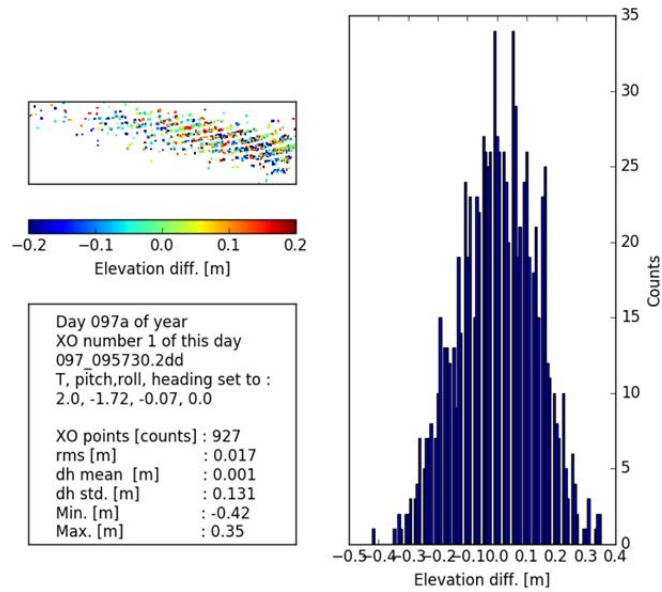 −0.2 −0.1 0.0 0.1 0.2
Elevation diff. [m]
Day 097a of year
XO number 1 of this day
097_095730.2dd
T, pitch,roll, heading set to :
2.0, -1.72, -0.07, 0.0
XO points [counts] : 927
rms [m] : 0.017
dh mean [m] : 0.001
dh std. [m] : 0.131
Min. [m] : -0.42
Max. [m] : 0.35
35
30
25
20
15
10
5
0
Counts
−0.5−0.4−0.3−0.2−0.10.0 0.1 0.2 0.3 0.4
Elevation diff. [m]